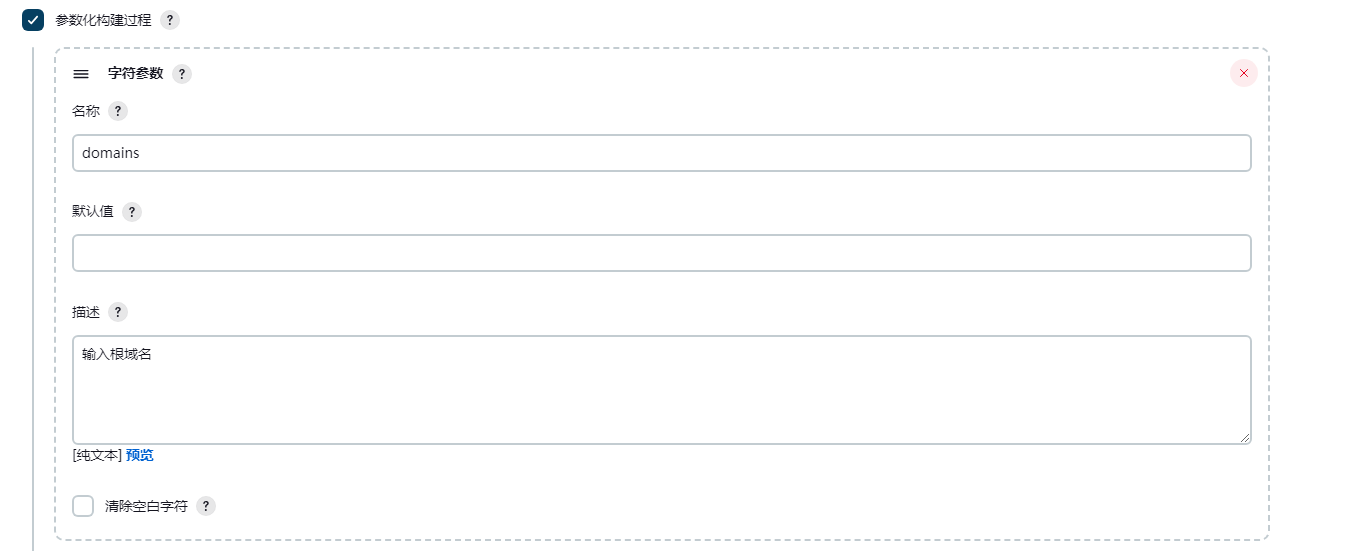 参数化构建过程 ?
字符参数 ?
名称 ?
domains
默认值 ?
描述 ?
输入根域名
[纯文本] 预览
清除空白字符 ?